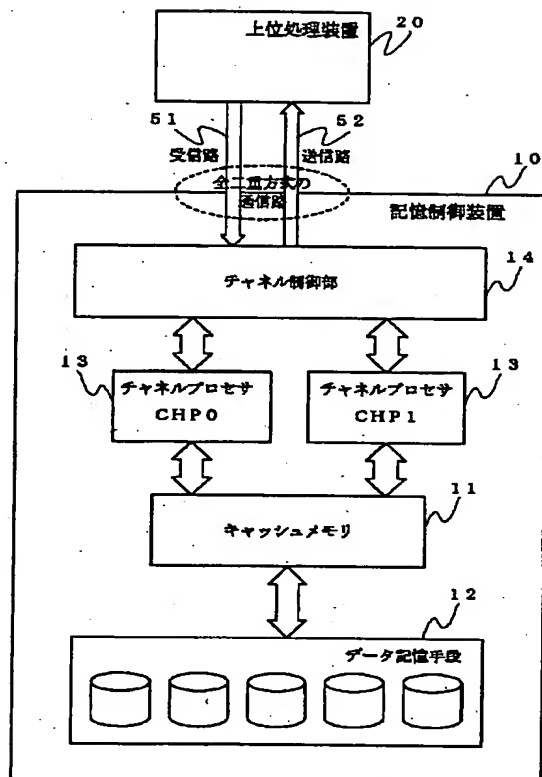 上位処理装置
20
51
52
受信路
送信路
全二重方式の
通信路
10
記憶制御装置
チャネル制御部
14
13
チャネルプロセサ
CHP0
チャネルプロセサ
CHP1
13
11
キャッシュメモリ
12
データ記憶手段